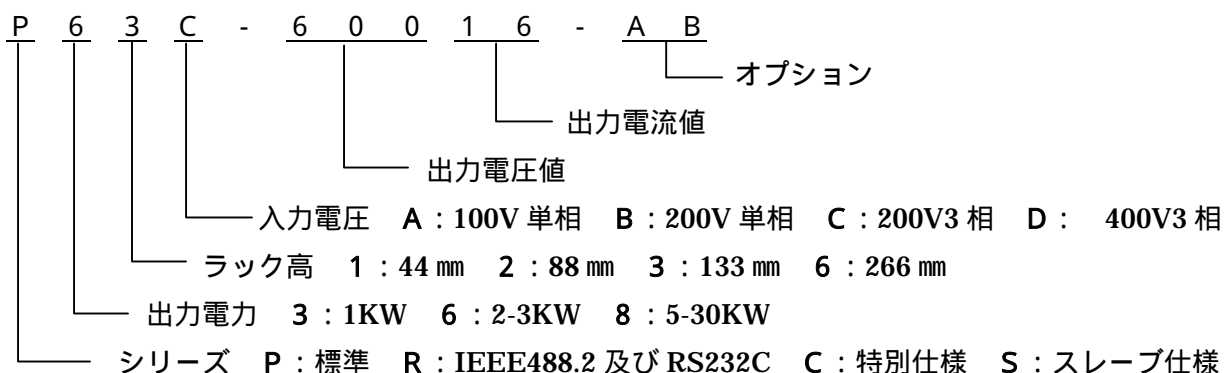 P 6 3 C - 6 0 0 1 6 - A B
オプション
出力電流値
出力電圧値
入力電圧 A：100V 単相 B：200V 単相 C：200V3 相 D： 400V3 相
ラック高 1：44 ㎜ 2：88 ㎜ 3：133 ㎜ 6：266 ㎜
出力電力 3：1KW 6：2-3KW 8：5-30KW
シリーズ P：標準 R：IEEE488.2 及び RS232C C：特別仕様 S：スレーブ仕様